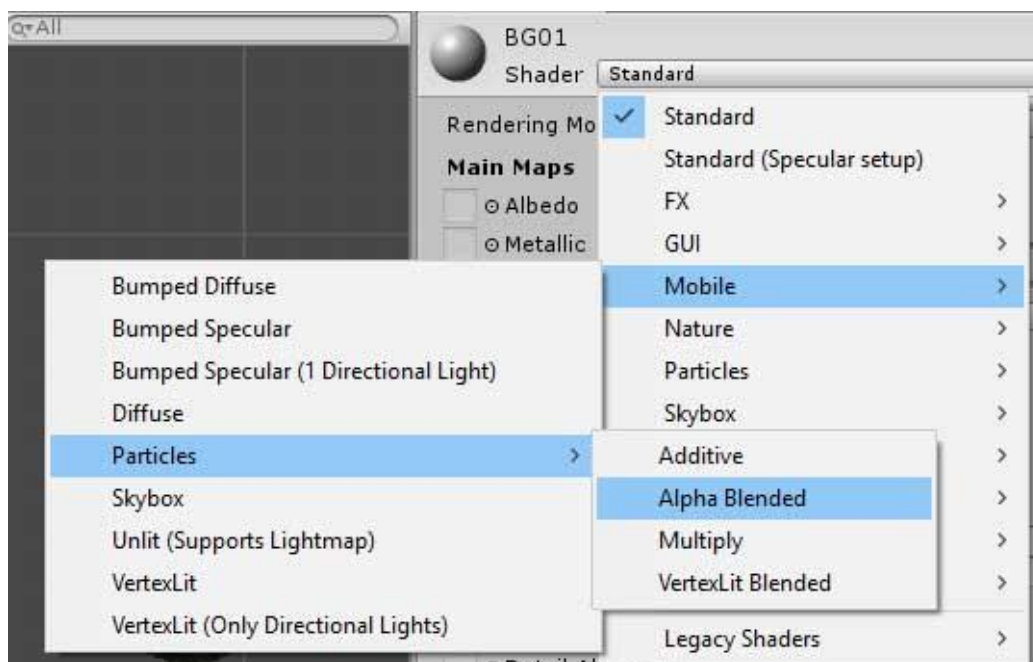 All
BG01
Shader
Standard
Rendering Mo
Main Maps
Albedo
Metallic
Standard
Standard (Specular setup)
FX
GUI
Mobile
Nature
Particles
Skybox
Legacy Shaders
Bumped Diffuse
Bumped Specular
Bumped Specular (1 Directional Light)
Diffuse
Particles
Skybox
Unlit (Supports Lightmap)
VertexLit
VertexLit (Only Directional Lights)
Additive
Alpha Blended
Multiply
VertexLit Blended